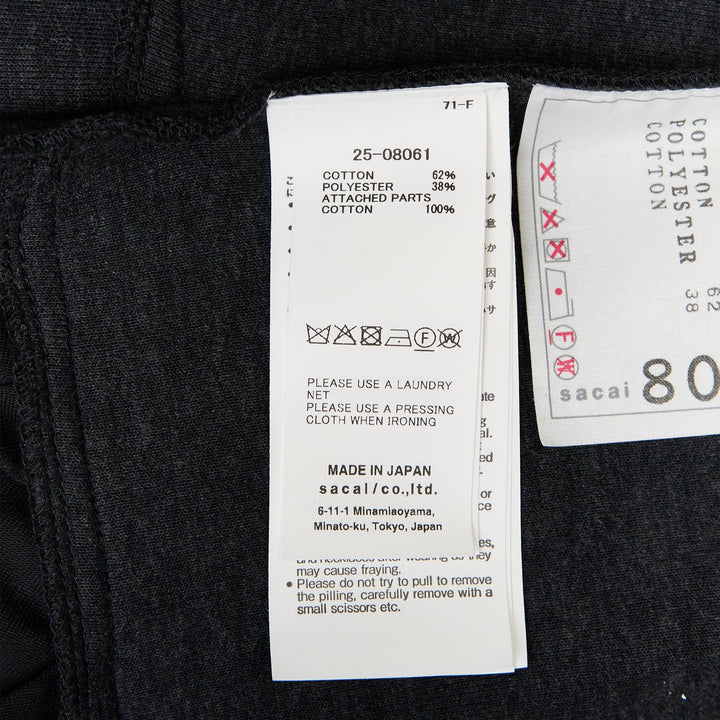 71-F
25-08061
COTTON 62%
POLYESTER 38%
ATTACHED PARTS
COTTON 100%
PLEASE USE A LAUNDRY
NET
PLEASE USE A PRESSING
CLOTH WHEN IRONING
MADE IN JAPAN
sacai/co.,ltd.
6-11-1 Minamiaoyama,
Minato-ku, Tokyo, Japan
may cause fraying.
• Please do not try to pull to remove
the pilling, carefully remove with a
small scissors etc.
COTTON 62
POLYESTER 38
COTTON
sacai 80